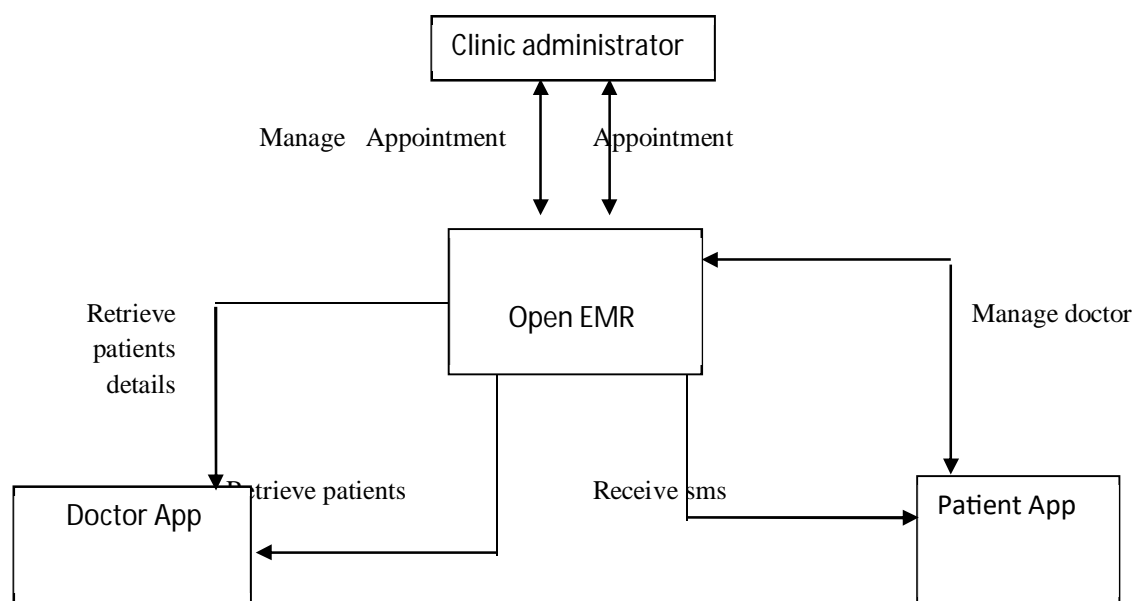 Clinic administrator
Manage Appointment
Appointment
Open EMR
Retrieve
patients
details
Manage doctor
Retrieve patients
Receive sms
Doctor App
Patient App